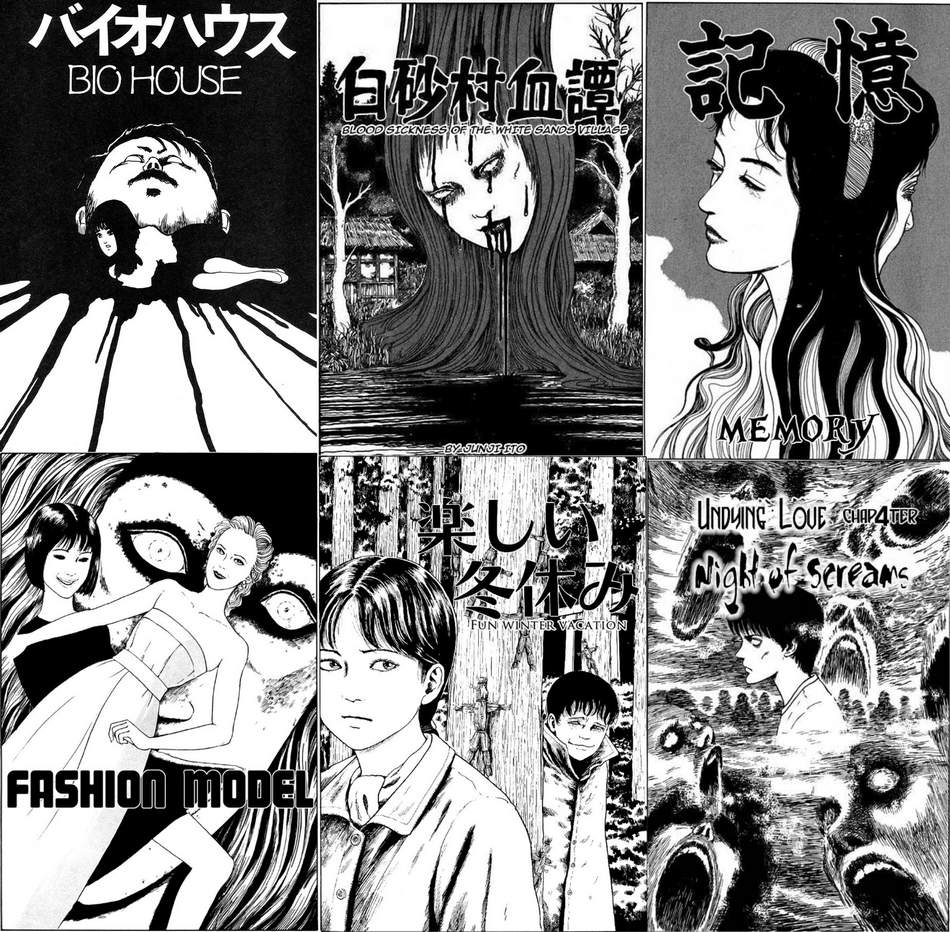 バイオハウス
BIO HOUSE
白砂村血譚
BLOOD SICKNESS OF THE WHITE SANDS VILLAGE
BY JUNJI ITO
記憶
MEMORY
FASHION MODEL
楽しい
冬休み
FUN WINTER VACATION
UNDYING LOVE CHAP4TER
Night of Screams